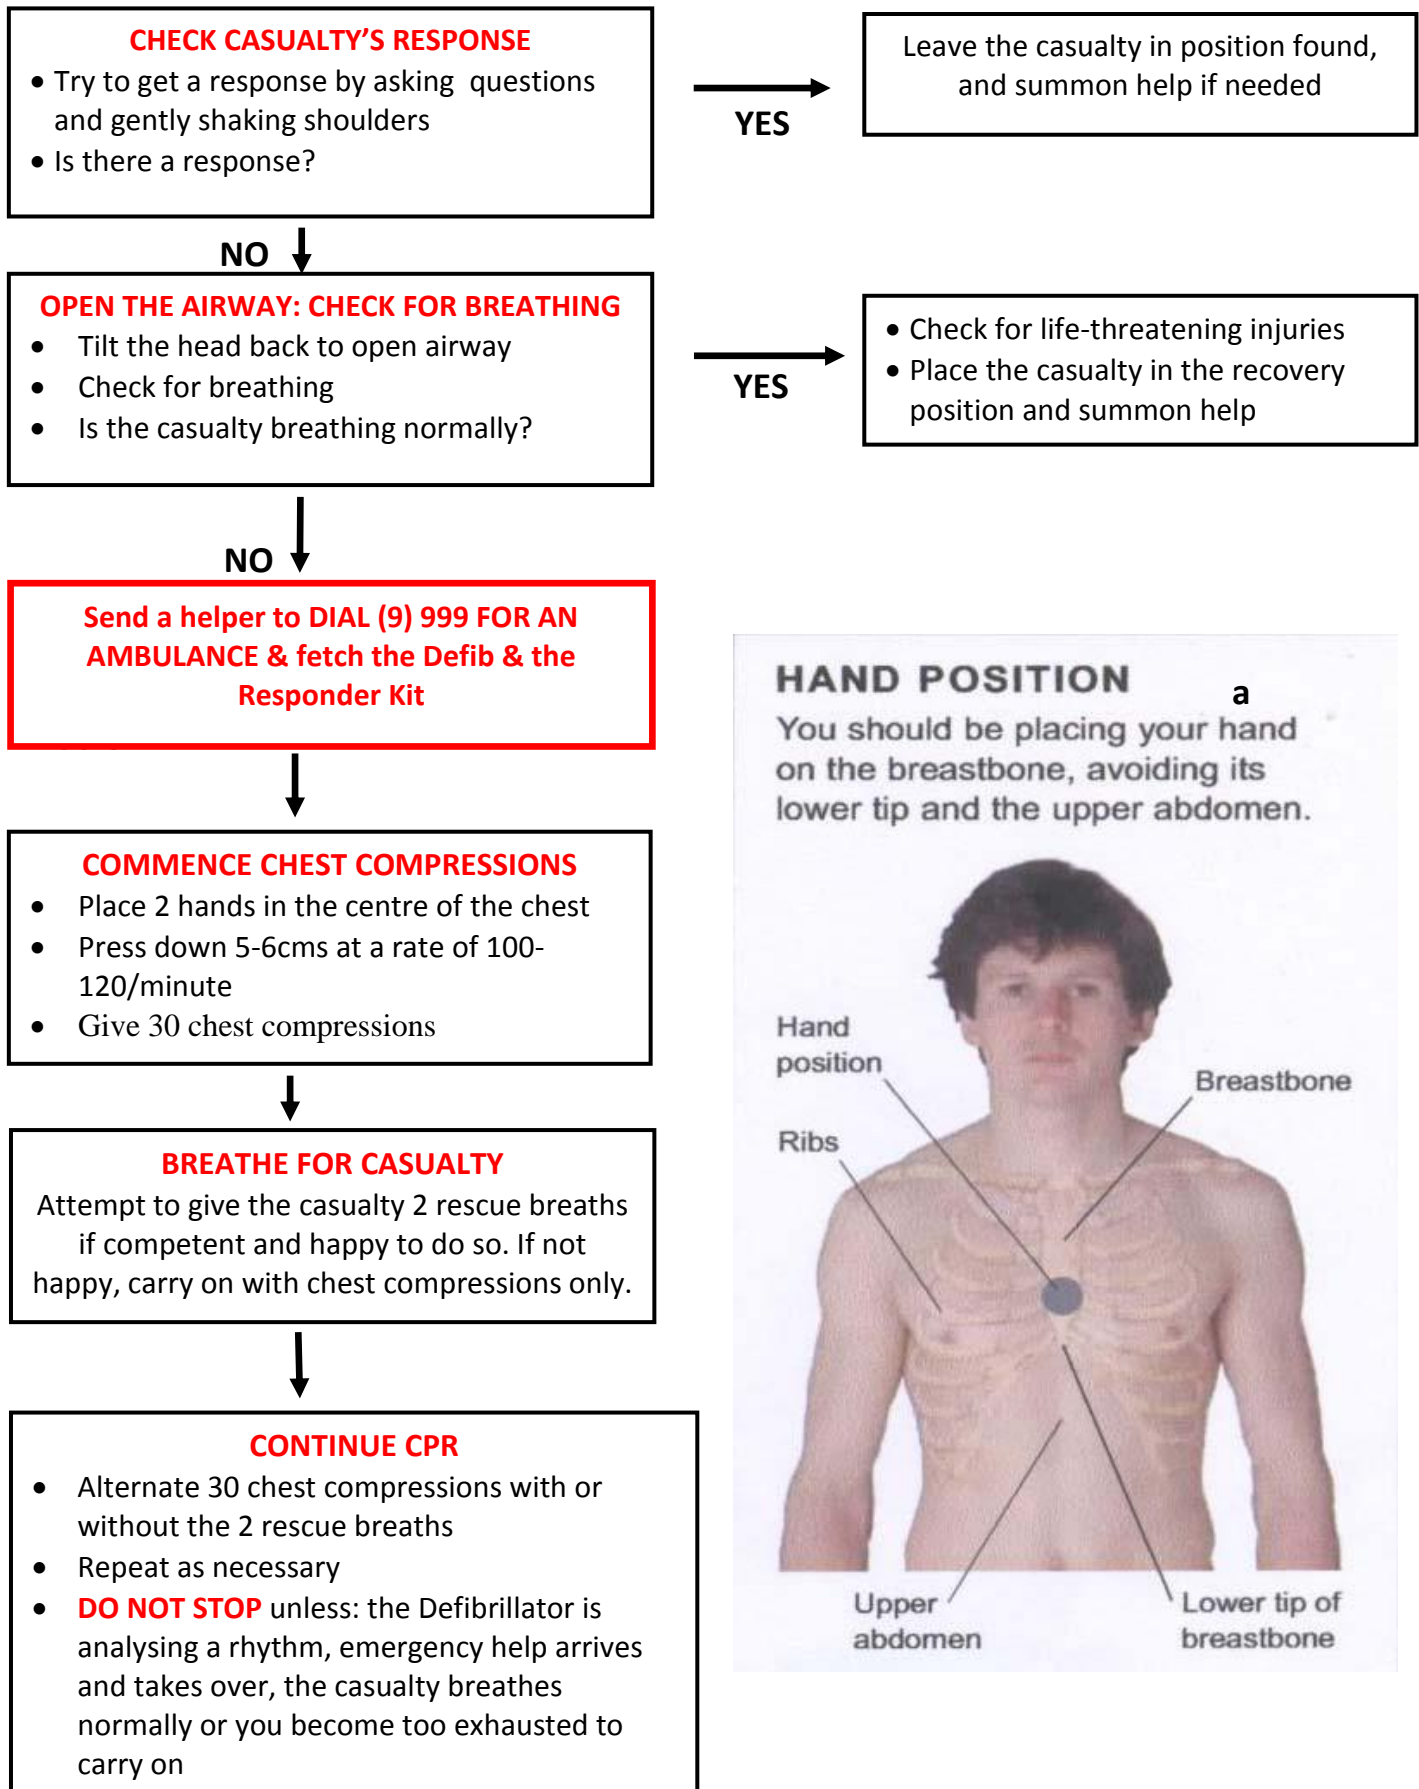 CHECK CASUALTY'S RESPONSE
• Try to get a response by asking questions
and gently shaking shoulders
• Is there a response?
YES
Leave the casualty in position found,
and summon help if needed
NO
OPEN THE AIRWAY: CHECK FOR BREATHING
• Tilt the head back to open airway
• Check for breathing
• Is the casualty breathing normally?
YES
• Check for life-threatening injuries
• Place the casualty in the recovery
position and summon help
NO
Send a helper to DIAL (9) 999 FOR AN
AMBULANCE & fetch the Defib & the
Responder Kit
COMMENCE CHEST COMPRESSIONS
• Place 2 hands in the centre of the chest
• Press down 5-6cms at a rate of 100-
120/minute
• Give 30 chest compressions
BREATHE FOR CASUALTY
Attempt to give the casualty 2 rescue breaths
if competent and happy to do so. If not
happy, carry on with chest compressions only.
CONTINUE CPR
• Alternate 30 chest compressions with or
without the 2 rescue breaths
• Repeat as necessary
• DO NOT STOP unless: the Defibrillator is
analysing a rhythm, emergency help arrives
and takes over, the casualty breathes
normally or you become too exhausted to
carry on
HAND POSITION
a
You should be placing your hand
on the breastbone, avoiding its
lower tip and the upper abdomen.
Hand
position
Breastbone
Ribs
Upper
abdomen
Lower tip of
breastbone